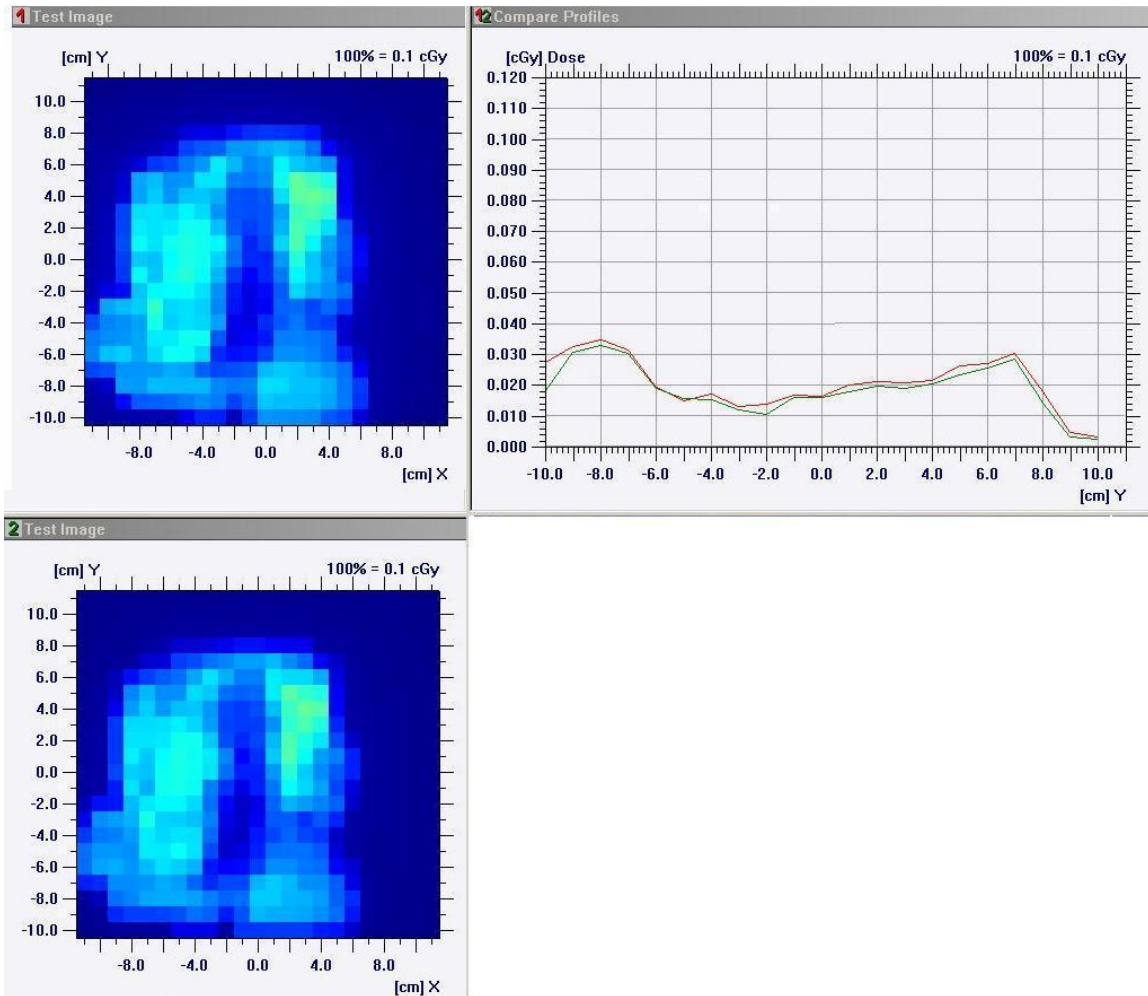 1 Test Image
[cm] Y 100% = 0.1 cGy
10.0
8.0
6.0
4.0
2.0
0.0
-2.0
-4.0
-6.0
-8.0
-10.0
-8.0 -4.0 0.0 4.0 8.0
[cm] X
12 Compare Profiles
[cGy] Dose 100% = 0.1 cGy
0.120
0.110
0.100
0.090
0.080
0.070
0.060
0.050
0.040
0.030
0.020
0.010
0.000
-10.0 -8.0 -6.0 -4.0 -2.0 0.0 2.0 4.0 6.0 8.0 10.0
[cm] Y
2 Test Image
[cm] Y 100% = 0.1 cGy
10.0
8.0
6.0
4.0
2.0
0.0
-2.0
-4.0
-6.0
-8.0
-10.0
-8.0 -4.0 0.0 4.0 8.0
[cm] X